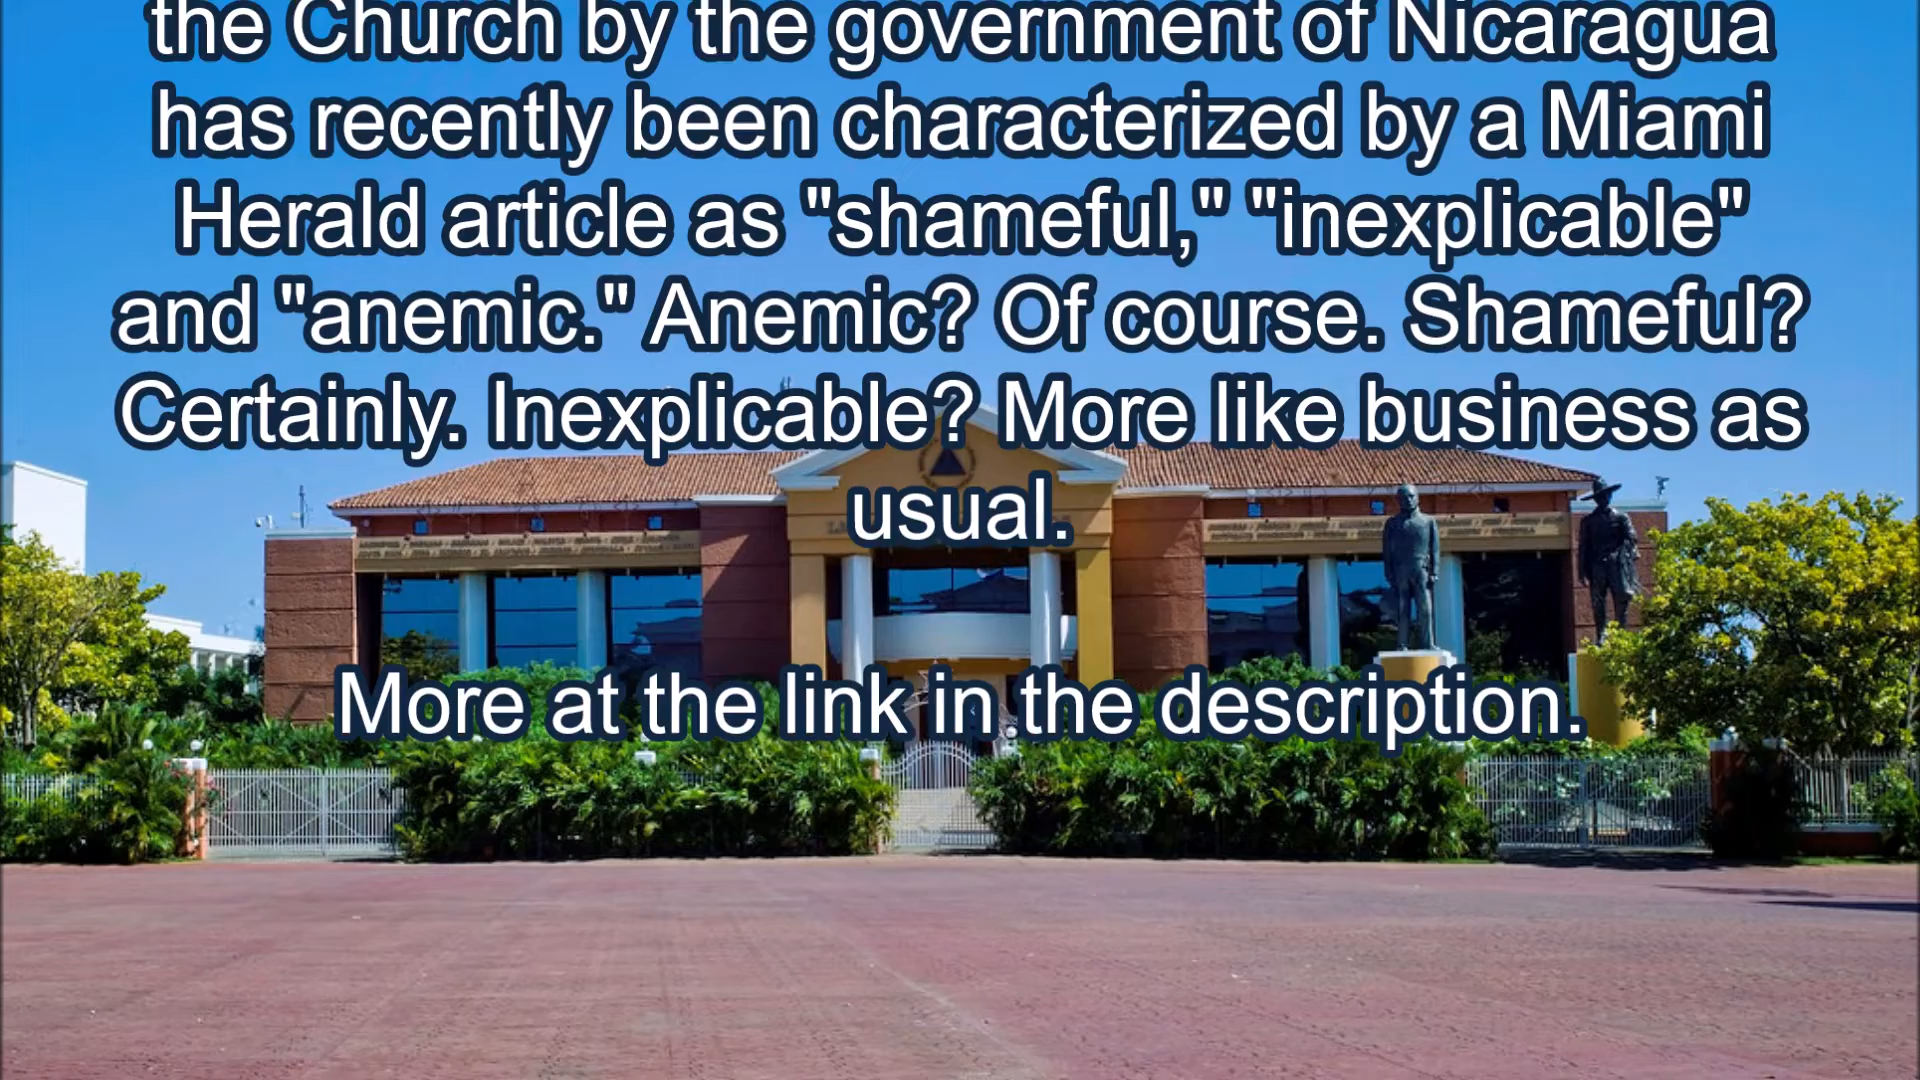 the Church by the government of Nicaragua
has recently been characterized by a Miami
Herald article as "shameful," "inexplicable"
and "anemic." Anemic? Of course. Shameful?
Certainly. Inexplicable? More like business as
usual.
More at the link in the description.